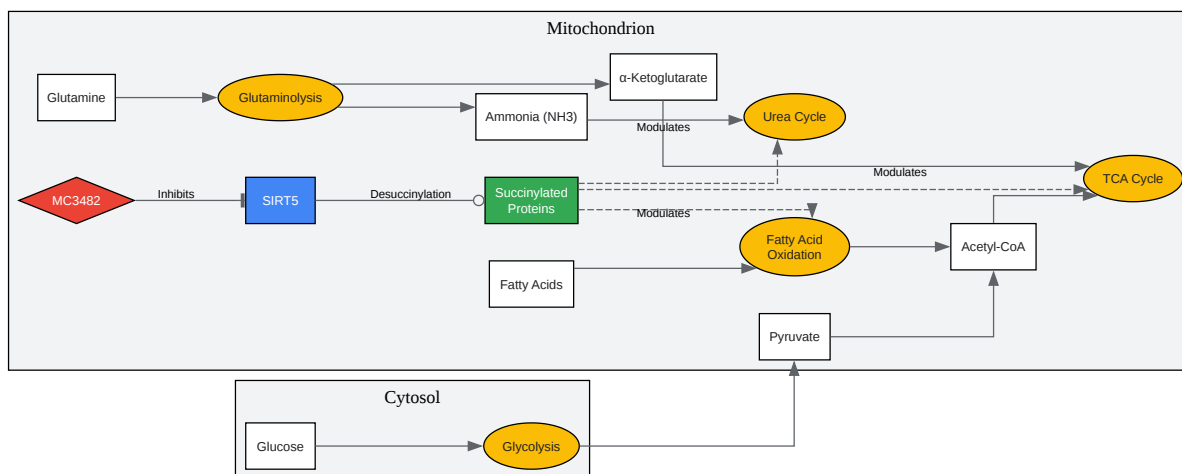 Mitochondrion
Glutamine
Glutaminolysis
α-Ketoglutarate
Ammonia (NH3)
Modulates
Urea Cycle
MC3482
Inhibits
SIRT5
Desuccinylation
Succinylated
Proteins
Modulates
TCA Cycle
Modulates
Fatty Acid
Oxidation
Acetyl-CoA
Fatty Acids
Pyruvate
Cytosol
Glucose
Glycolysis